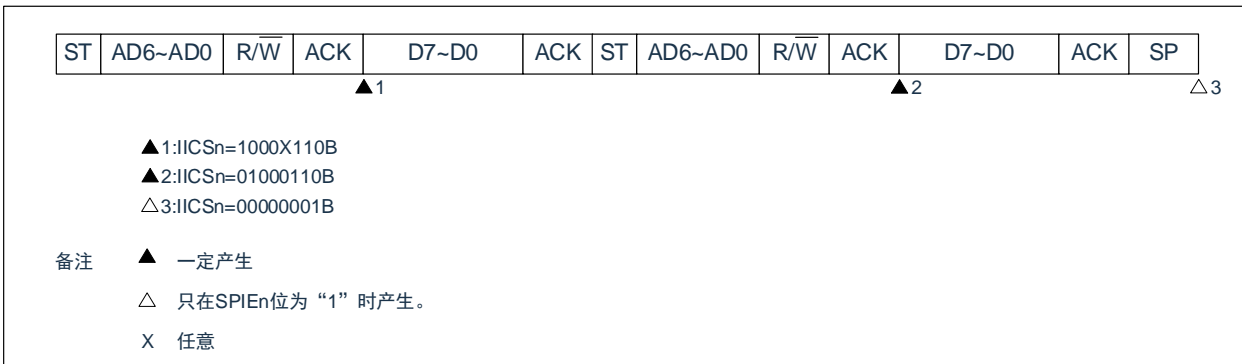 ST AD6~AD0 R/W̅ ACK D7~D0 ACK ST AD6~AD0 R/W̅ ACK D7~D0 ACK SP
▲1 ▲2 △3
▲1:IICSn=1000X110B
▲2:IICSn=01000110B
△3:IICSn=00000001B
备注 ▲ 一定产生
△ 只在SPIEn位为“1”时产生。
X 任意